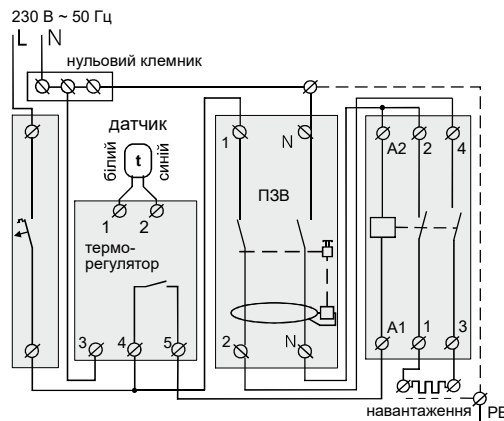 230 В ~ 50 Гц
L N
нульовий клемник
датчик
білий
t
синій
1 2
термо-
регулятор
3 4 5
1 N
ПЗВ
2 N
A2 2 4
A1 1 3
навантаження
PE